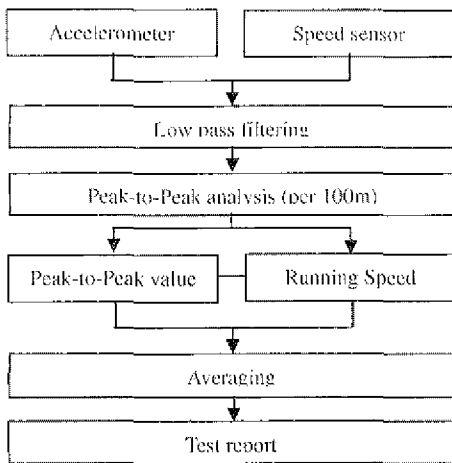 Accelerometer
Speed sensor
Low pass filtering
Peak-to-Peak analysis (per 100m)
Peak-to-Peak value
Running Speed
Averaging
Test report